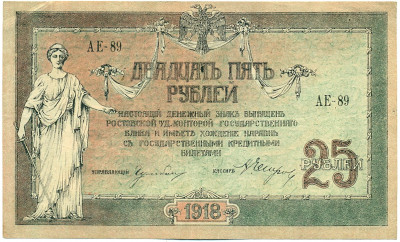 АЕ-89
ДВАДЦАТЬ ПЯТЬ
РУБЛЕЙ
АЕ-89
НАСТОЯЩІЙ ДЕНЕЖНЫЙ ЗНАКЪ ВЫПУЩЕНЪ
РОСТОВСКОЙ н/Д. КОНТОРОЙ ГОСУДАРСТВЕННАГО
БАНКА И ИМѢЕТЪ ХОЖДЕНІЕ НАРАВНѢ
СЪ ГОСУДАРСТВЕННЫМИ КРЕДИТНЫМИ
БИЛЕТАМИ
УПРАВЛЯЮЩІЙ
КАССИРЪ
25
РУБЛЕЙ
1918